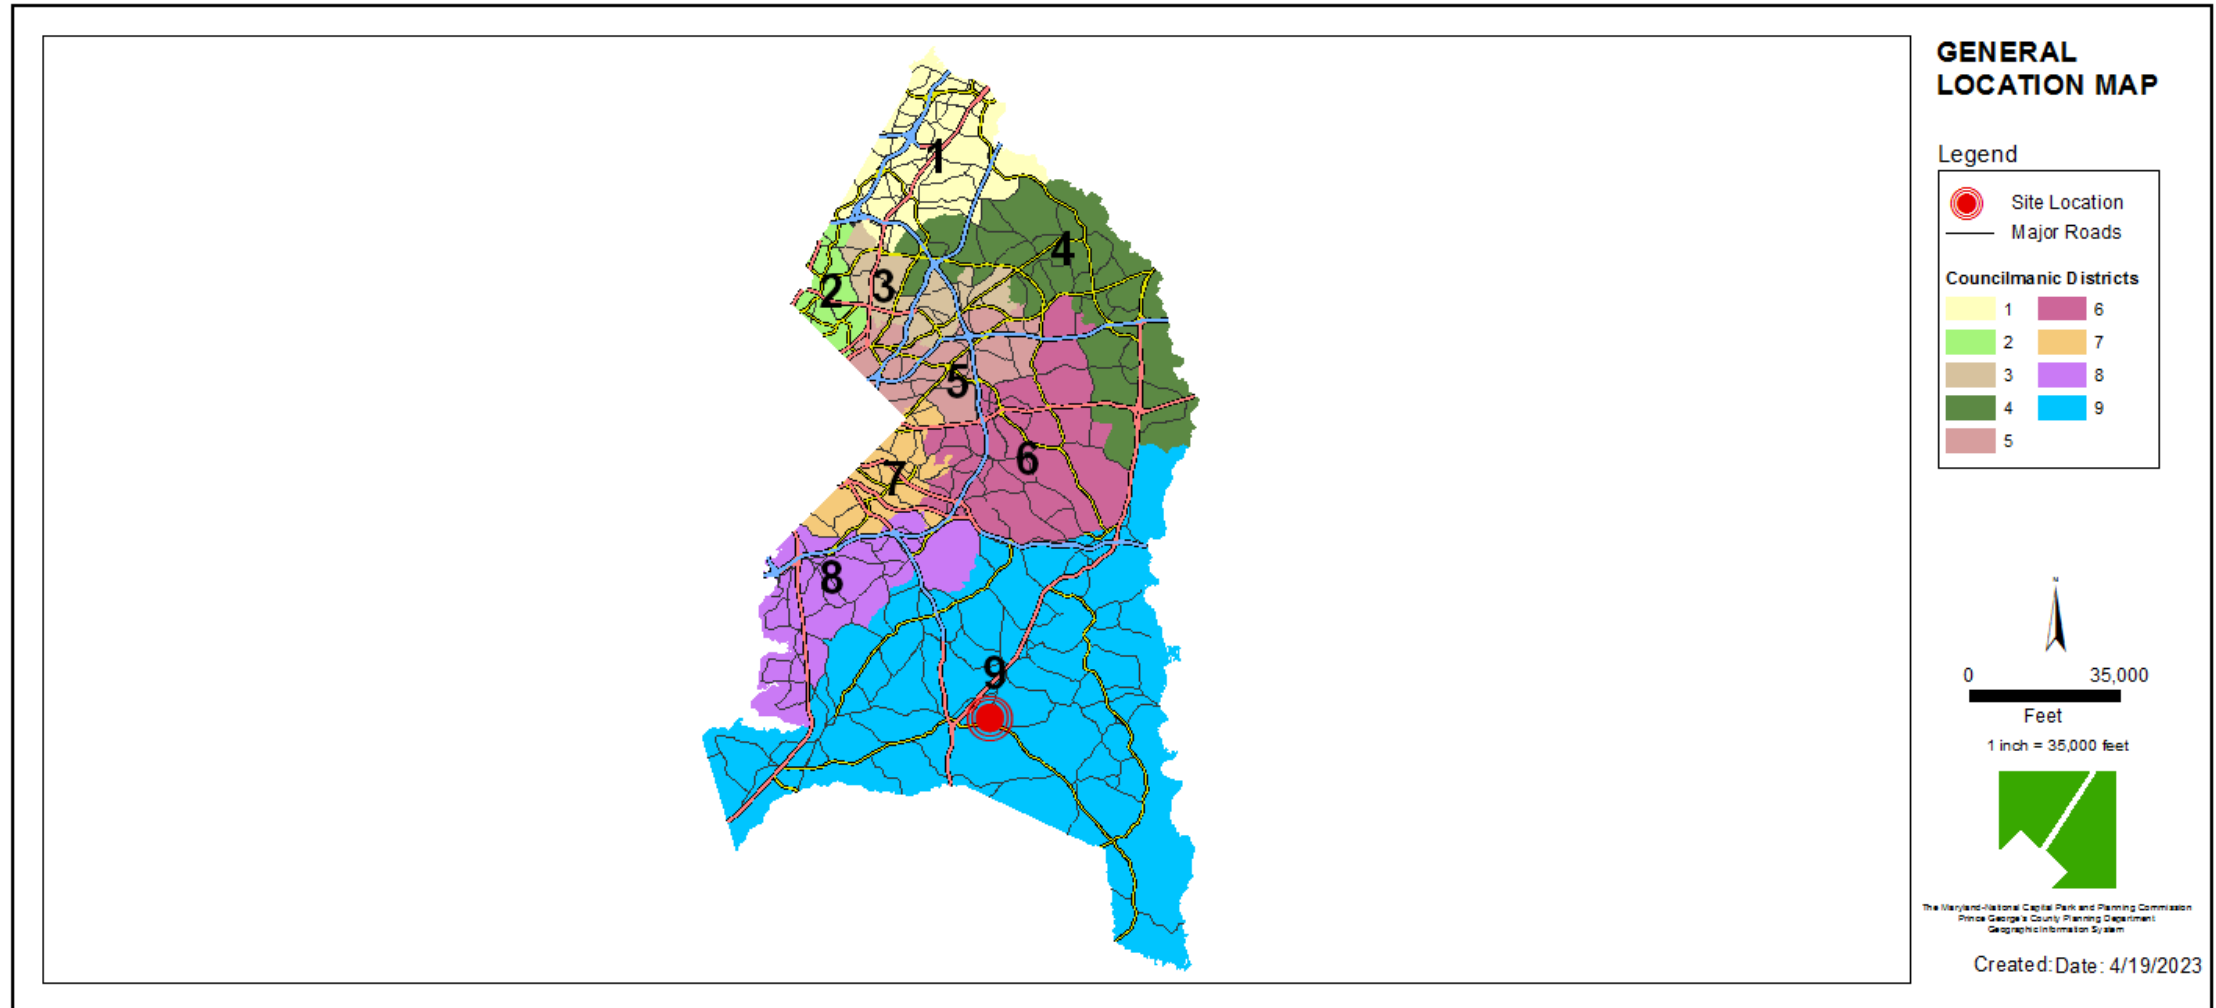 GENERAL
LOCATION MAP
Legend
Site Location
Major Roads
Councilmanic Districts
1 6
2 7
3 8
4 9
5
1
4
2
3
5
6
7
8
9
N
0 35,000
Feet
1 inch = 35,000 feet
The Maryland-National Capital Park and Planning Commission
Prince George's County Planning Department
Geographic Information System
Created: Date: 4/19/2023